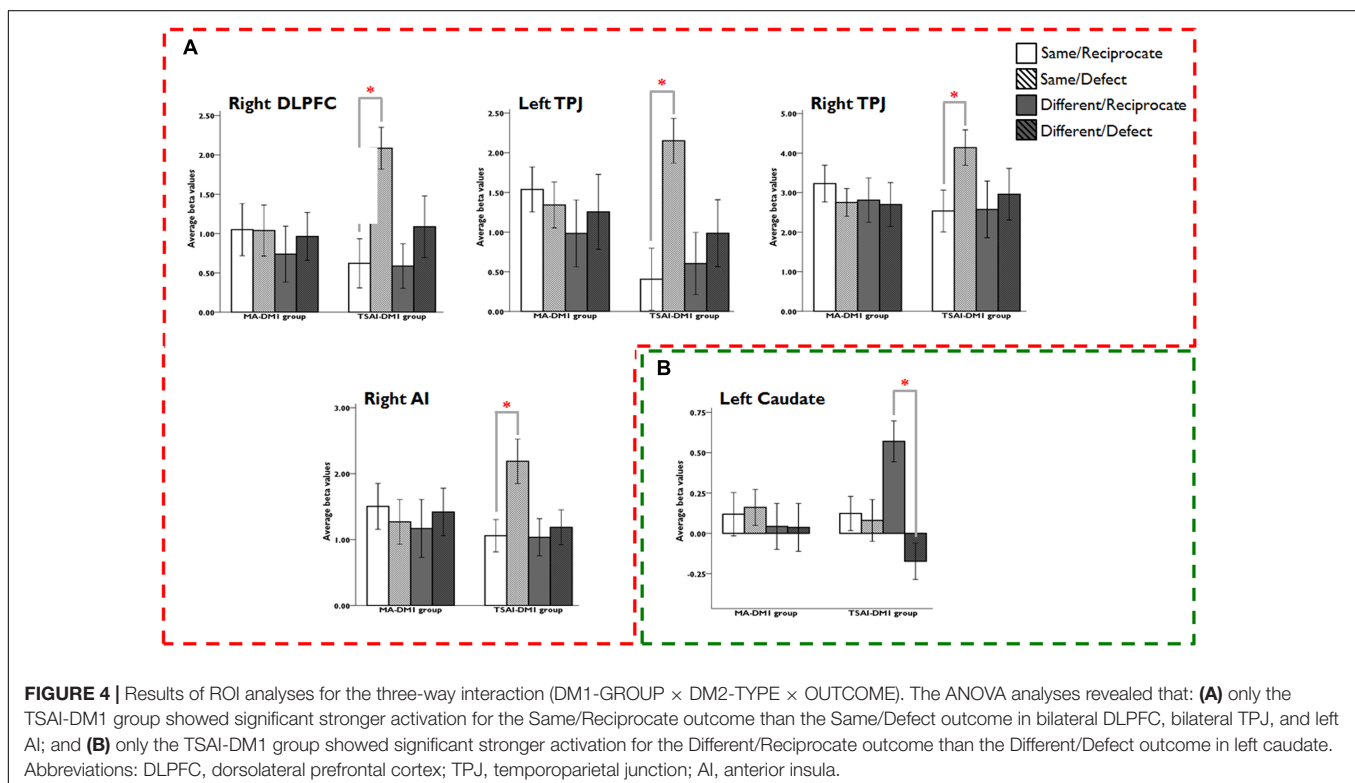 A
Same/Reciprocate
Same/Defect
Different/Reciprocate
Different/Defect
Right DLPFC
*
Average beta values
2.50
2.00
1.50
1.00
0.50
0.00
MA-DM1 group
TSAI-DM1 group
Left TPJ
*
Average beta values
2.50
2.00
1.50
1.00
0.50
0.00
MA-DM1 group
TSAI-DM1 group
Right TPJ
*
Average beta values
5.00
4.00
3.00
2.00
1.00
0.00
MA-DM1 group
TSAI-DM1 group
Right AI
*
Average beta values
3.00
2.00
1.00
0.00
MA-DM1 group
TSAI-DM1 group
B
Left Caudate
*
Average beta values
0.75
0.50
0.25
0.00
-0.25
MA-DM1 group
TSAI-DM1 group
FIGURE 4 | Results of ROI analyses for the three-way interaction (DM1-GROUP × DM2-TYPE × OUTCOME). The ANOVA analyses revealed that: (A) only the
TSAI-DM1 group showed significant stronger activation for the Same/Reciprocate outcome than the Same/Defect outcome in bilateral DLPFC, bilateral TPJ, and left
AI; and (B) only the TSAI-DM1 group showed significant stronger activation for the Different/Reciprocate outcome than the Different/Defect outcome in left caudate.
Abbreviations: DLPFC, dorsolateral prefrontal cortex; TPJ, temporoparietal junction; AI, anterior insula.